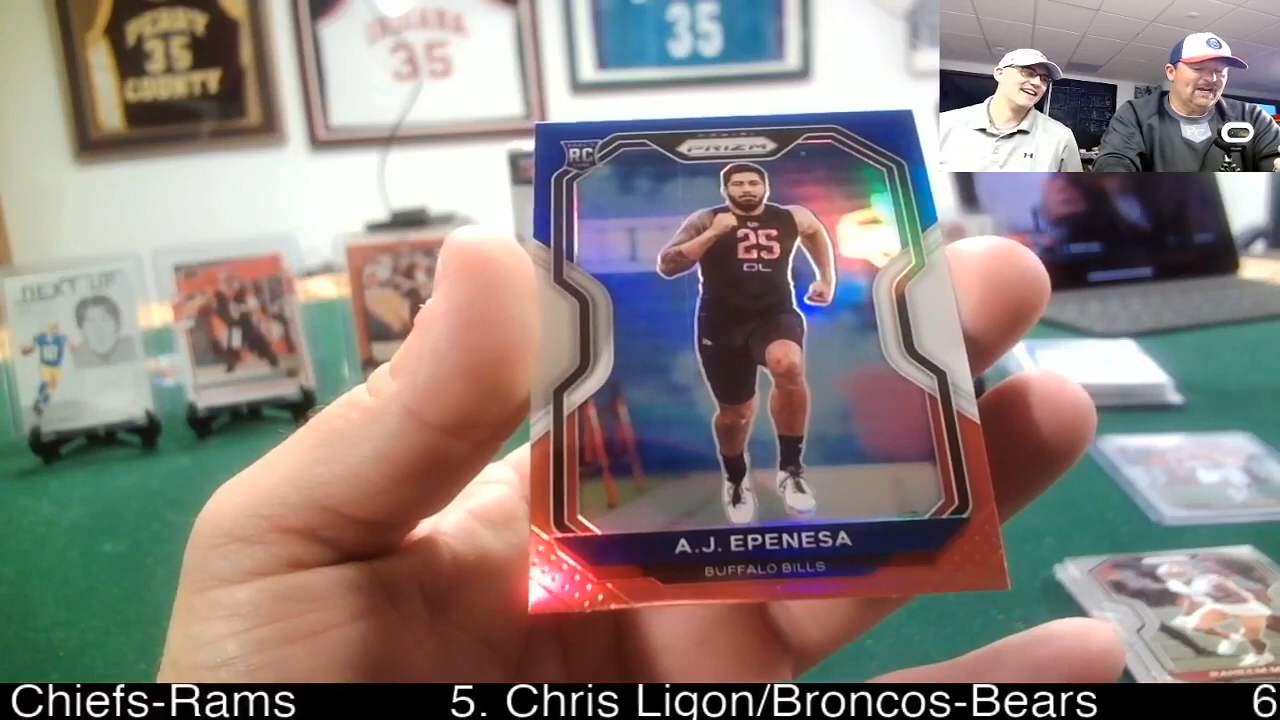 PERRY
35
COUNTY
INDIANA
35
35
NEXT UP
RC
PANINI
PRIZM
25
DL
A.J. EPENESA
BUFFALO BILLS
Chiefs-Rams 5. Chris Ligon/Broncos-Bears 6